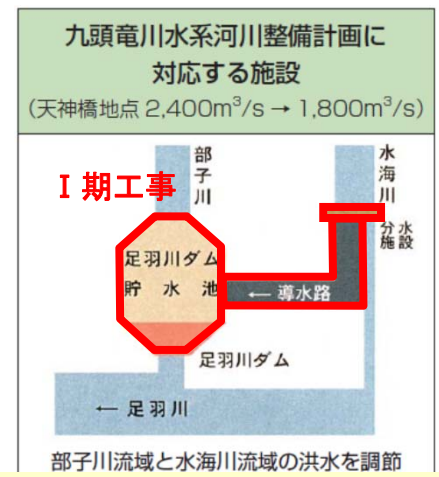 九頭竜川水系河川整備計画に
対応する施設
(天神橋地点 2,400m³/s → 1,800m³/s)
部子川
水海川
Ⅰ期工事
分水施設
足羽川ダム
貯水池
← 導水路
足羽川ダム
← 足羽川
部子川流域と水海川流域の洪水を調節